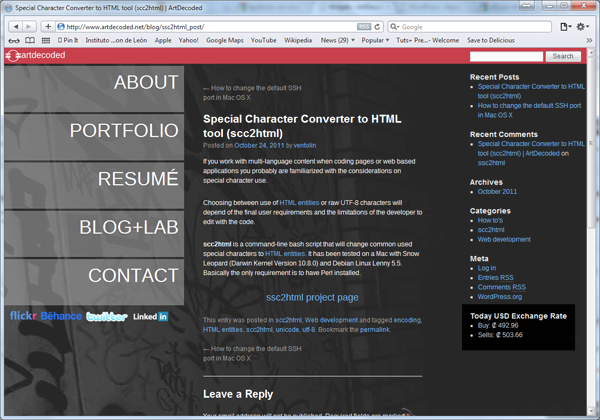 Special Character Converter to HTML tool (scc2html) | ArtDecoded
http://www.artdecoded.net/blog/ssc2html_post/
RSS
Google
Pin It Instituto ...on de León Apple Yahoo! Google Maps YouTube Wikipedia News (29) Popular Tuts+ Pre...- Welcome Save to Delicious
artdecoded
Search
ABOUT
PORTFOLIO
RESUMÉ
BLOG+LAB
CONTACT
flickr Bēhance twitter Linked in
← How to change the default SSH
port in Mac OS X
Special Character Converter to HTML
tool (scc2html)
Posted on October 24, 2011 by ventolin
If you work with multi-language content when coding pages or web based
applications you probably are familiarized with the considerations on
special character use.
Choosing between use of HTML entities or raw UTF-8 characters will
depend of the final user requirements and the limitations of the developer to
edit with the code.
scc2html is a command-line bash script that will change common used
special characters to HTML entities. It has been tested on a Mac with Snow
Leopard (Darwin Kernel Version 10.8.0) and Debian Linux Lenny 5.5.
Basically the only requirement is to have Perl installed.
ssc2html project page
This entry was posted in scc2html, Web development and tagged encoding,
HTML entities, scc2html, unicode, utf-8. Bookmark the permalink.
← How to change the default SSH
port in Mac OS X
Leave a Reply
Your email address will not be published. Required fields are marked *
Recent Posts
Special Character Converter to HTML
tool (scc2html)
How to change the default SSH port
in Mac OS X
Recent Comments
Special Character Converter to HTML
tool (scc2html) | ArtDecoded on
ssc2html
Archives
October 2011
Categories
How to's
scc2html
Web development
Meta
Log in
Entries RSS
Comments RSS
WordPress.org
Today USD Exchange Rate
Buy: ₡ 492.96
Sells: ₡ 503.66